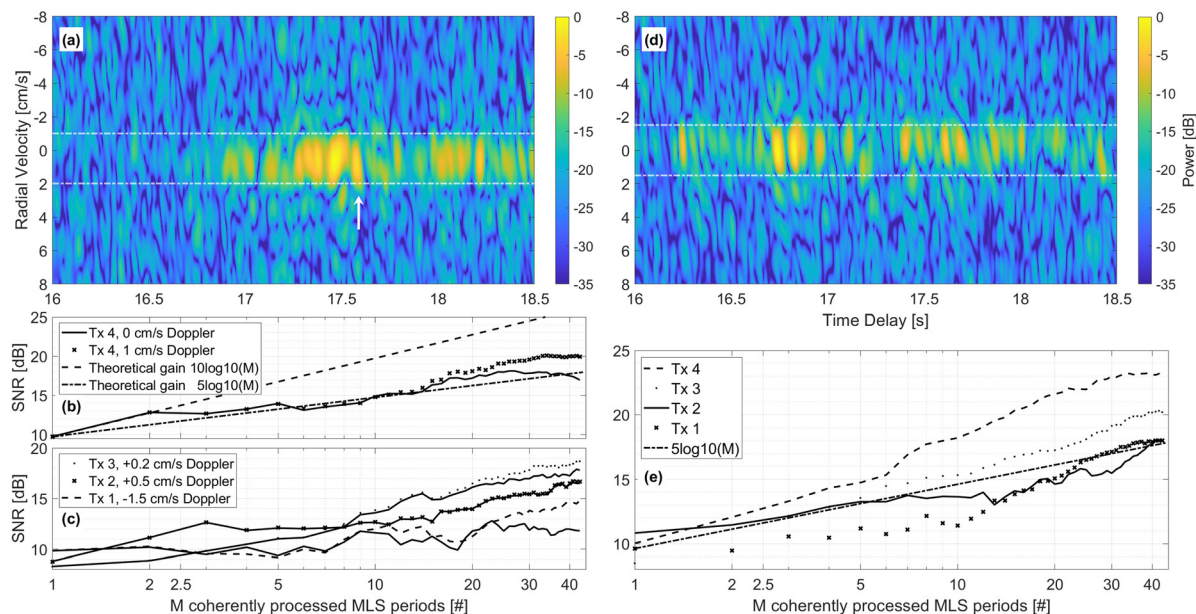 (a)
-8
-6
-4
-2
0
2
4
6
8
Radial Velocity [cm/s]
16
16.5
17
17.5
18
18.5
0
-5
-10
-15
-20
-25
-30
-35
(d)
-8
-6
-4
-2
0
2
4
6
8
16
16.5
17
17.5
18
18.5
Time Delay [s]
0
-5
-10
-15
-20
-25
-30
-35
Power [dB]
25
20
15
10
SNR [dB]
Tx 4, 0 cm/s Doppler
Tx 4, 1 cm/s Doppler
Theoretical gain 10log10(M)
Theoretical gain 5log10(M)
(b)
20
15
10
SNR [dB]
Tx 3, +0.2 cm/s Doppler
Tx 2, +0.5 cm/s Doppler
Tx 1, -1.5 cm/s Doppler
(c)
1
2
2.5
5
10
20
30
40
M coherently processed MLS periods [#]
25
20
15
10
SNR [dB]
Tx 4
Tx 3
Tx 2
Tx 1
5log10(M)
(e)
1
2
2.5
5
10
20
30
40
M coherently processed MLS periods [#]